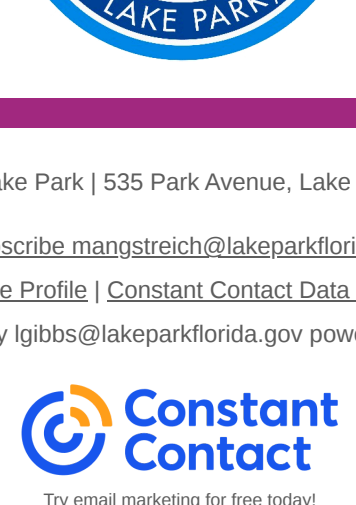 LAKE PARK,
ke Park | 535 Park Avenue, Lake
scribe mangstreich@lakeparkflori
e Profile | Constant Contact Data
y lgibbs@lakeparkflorida.gov pow
Constant
Contact
Try email marketing for free today!